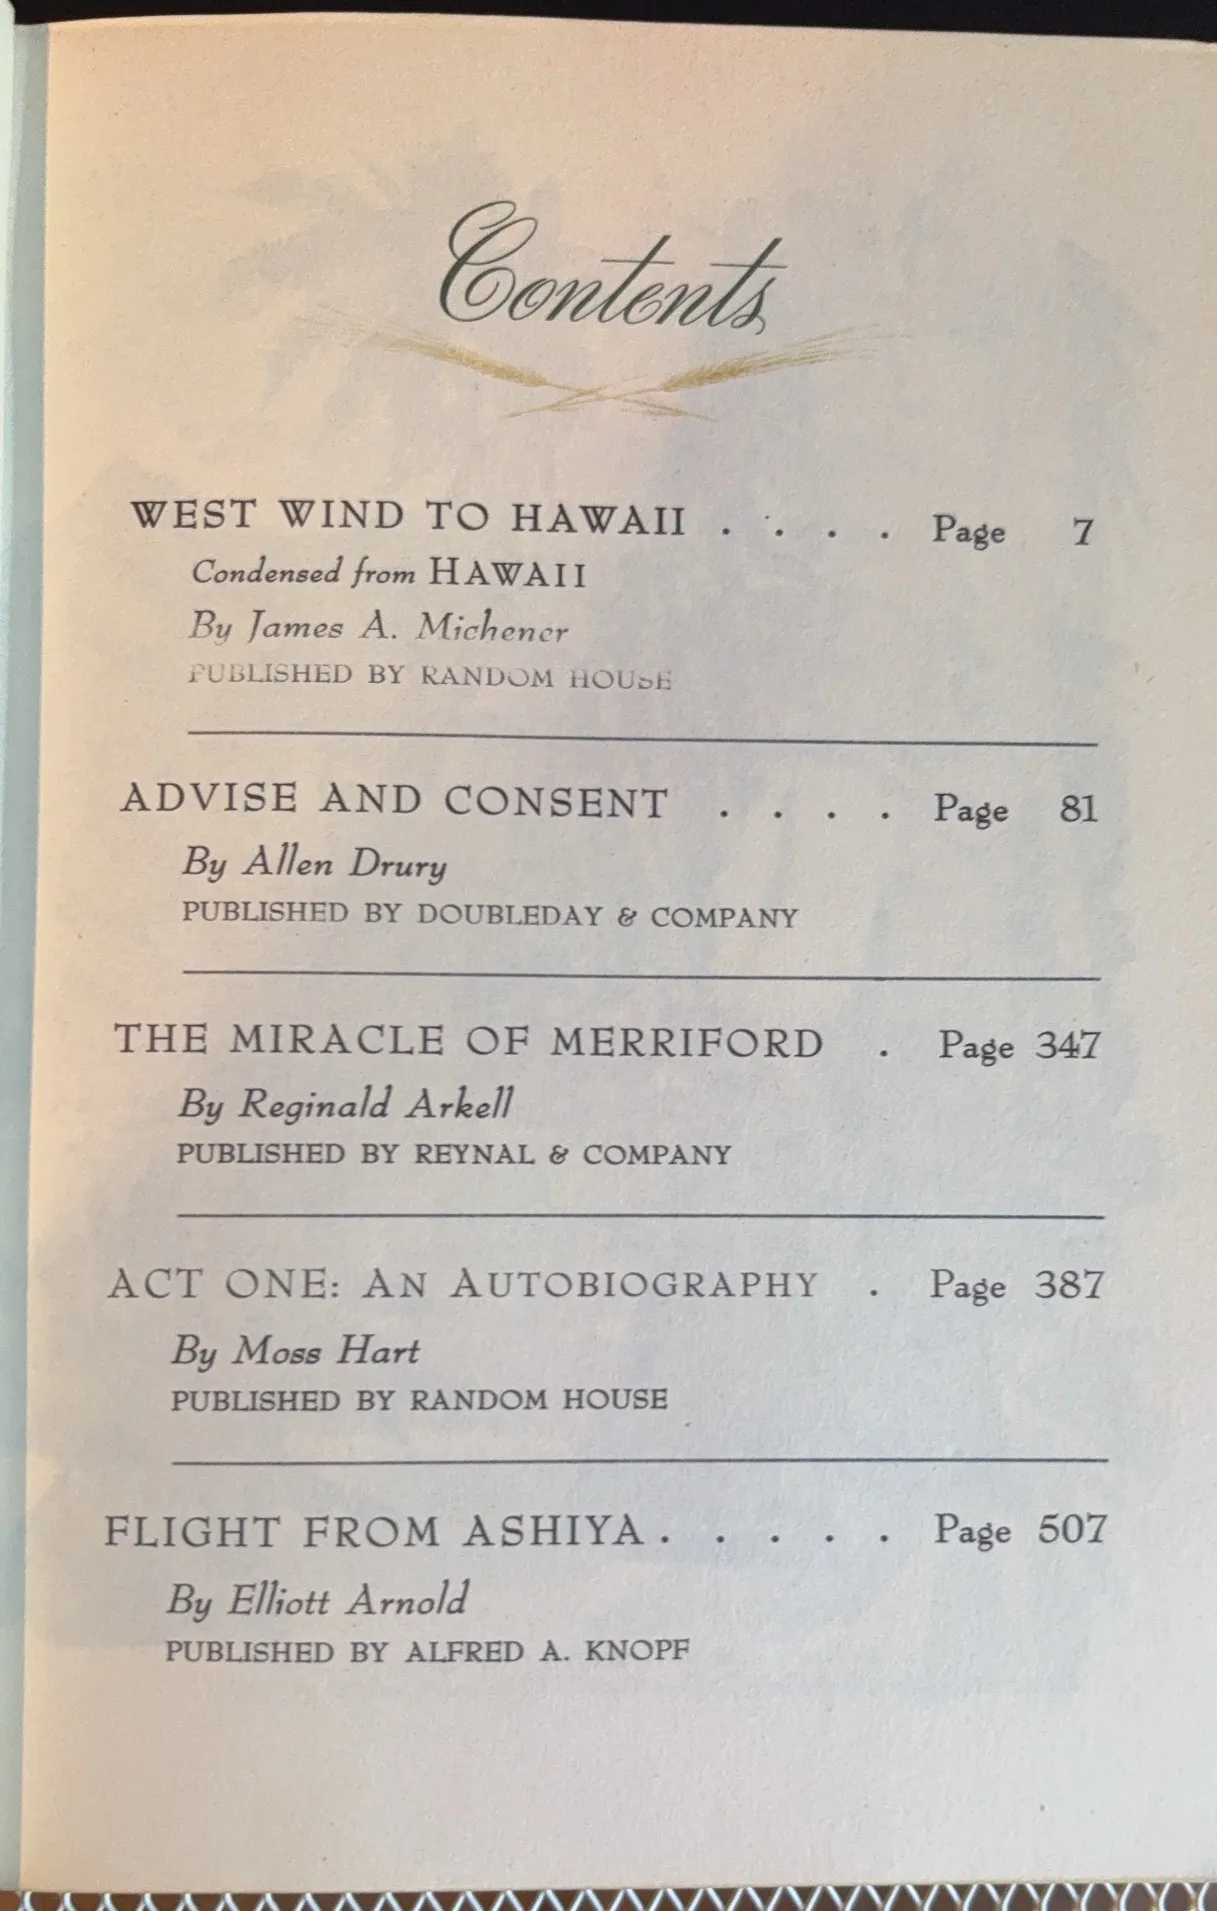 Contents
WEST WIND TO HAWAII . . . . Page 7
Condensed from HAWAII
By James A. Michener
PUBLISHED BY RANDOM HOUSE
ADVISE AND CONSENT . . . . Page 81
By Allen Drury
PUBLISHED BY DOUBLEDAY & COMPANY
THE MIRACLE OF MERRIFORD . Page 347
By Reginald Arkell
PUBLISHED BY REYNAL & COMPANY
ACT ONE: AN AUTOBIOGRAPHY . Page 387
By Moss Hart
PUBLISHED BY RANDOM HOUSE
FLIGHT FROM ASHIYA . . . . . Page 507
By Elliott Arnold
PUBLISHED BY ALFRED A. KNOPF